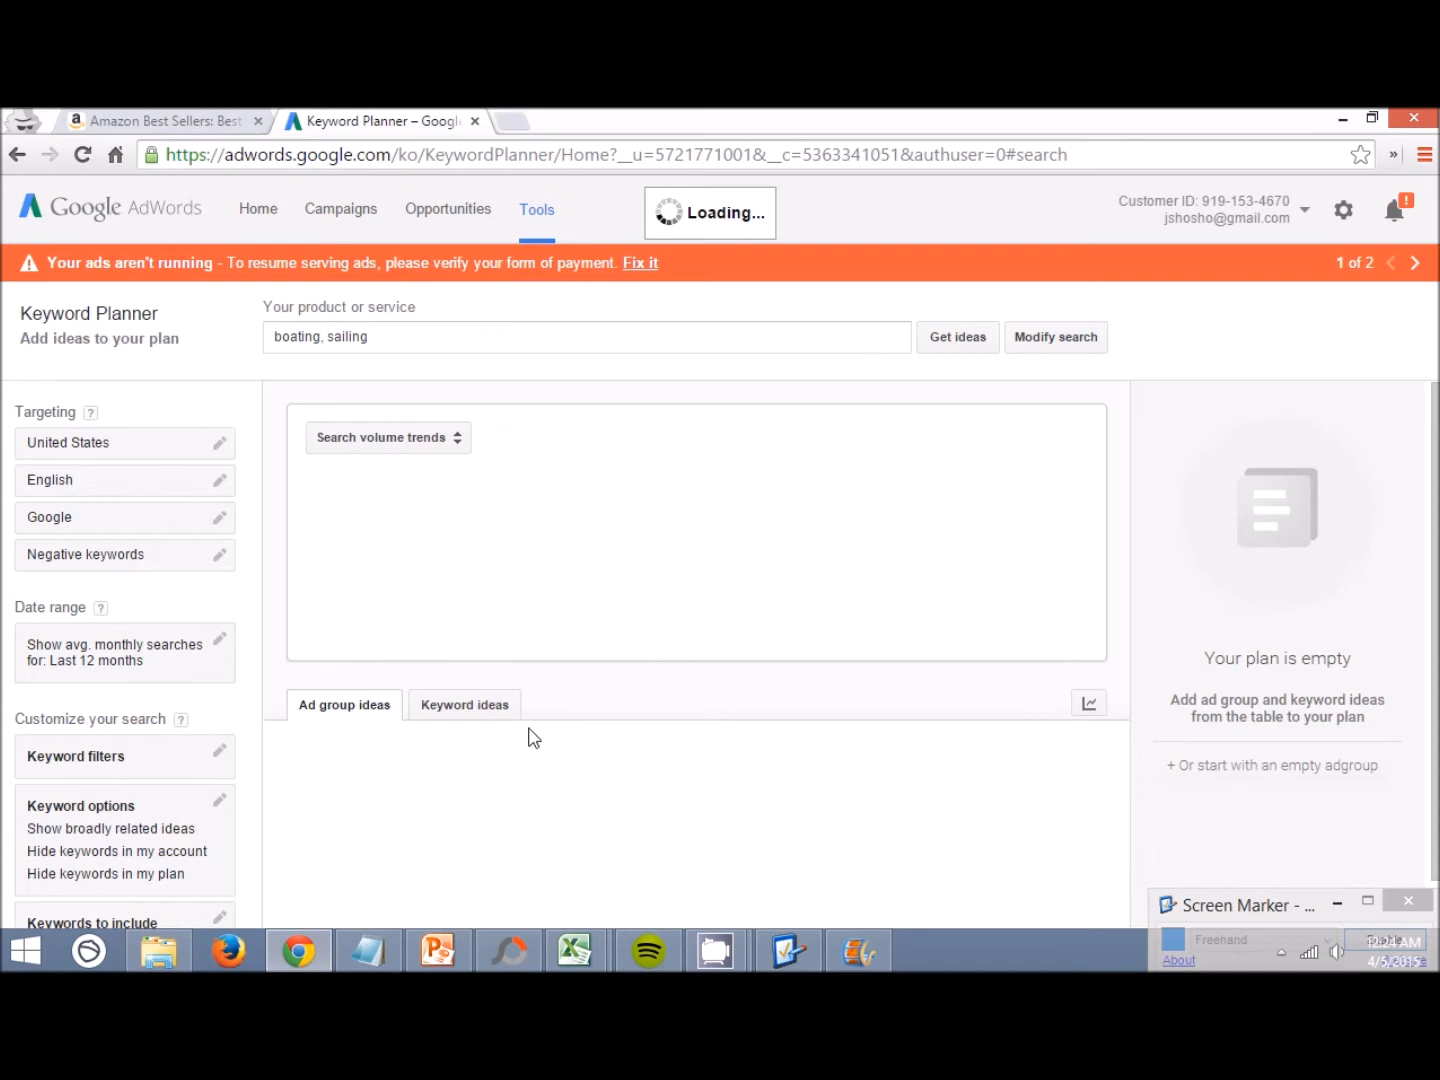 Amazon Best Sellers: Best
Keyword Planner – Googl
https://adwords.google.com/ko/KeywordPlanner/Home?__u=5721771001&__c=5363341051&authuser=0#search
Google AdWords
Home
Campaigns
Opportunities
Tools
Loading...
Customer ID: 919-153-4670
jshosho@gmail.com
Your ads aren't running - To resume serving ads, please verify your form of payment. Fix it
1 of 2
Keyword Planner
Add ideas to your plan
Your product or service
boating, sailing
Get ideas
Modify search
Targeting ?
United States
English
Google
Negative keywords
Date range ?
Show avg. monthly searches
for: Last 12 months
Customize your search ?
Keyword filters
Keyword options
Show broadly related ideas
Hide keywords in my account
Hide keywords in my plan
Keywords to include
Search volume trends
Ad group ideas
Keyword ideas
Your plan is empty
Add ad group and keyword ideas
from the table to your plan
+ Or start with an empty adgroup
Screen Marker - ...
Freehand
About